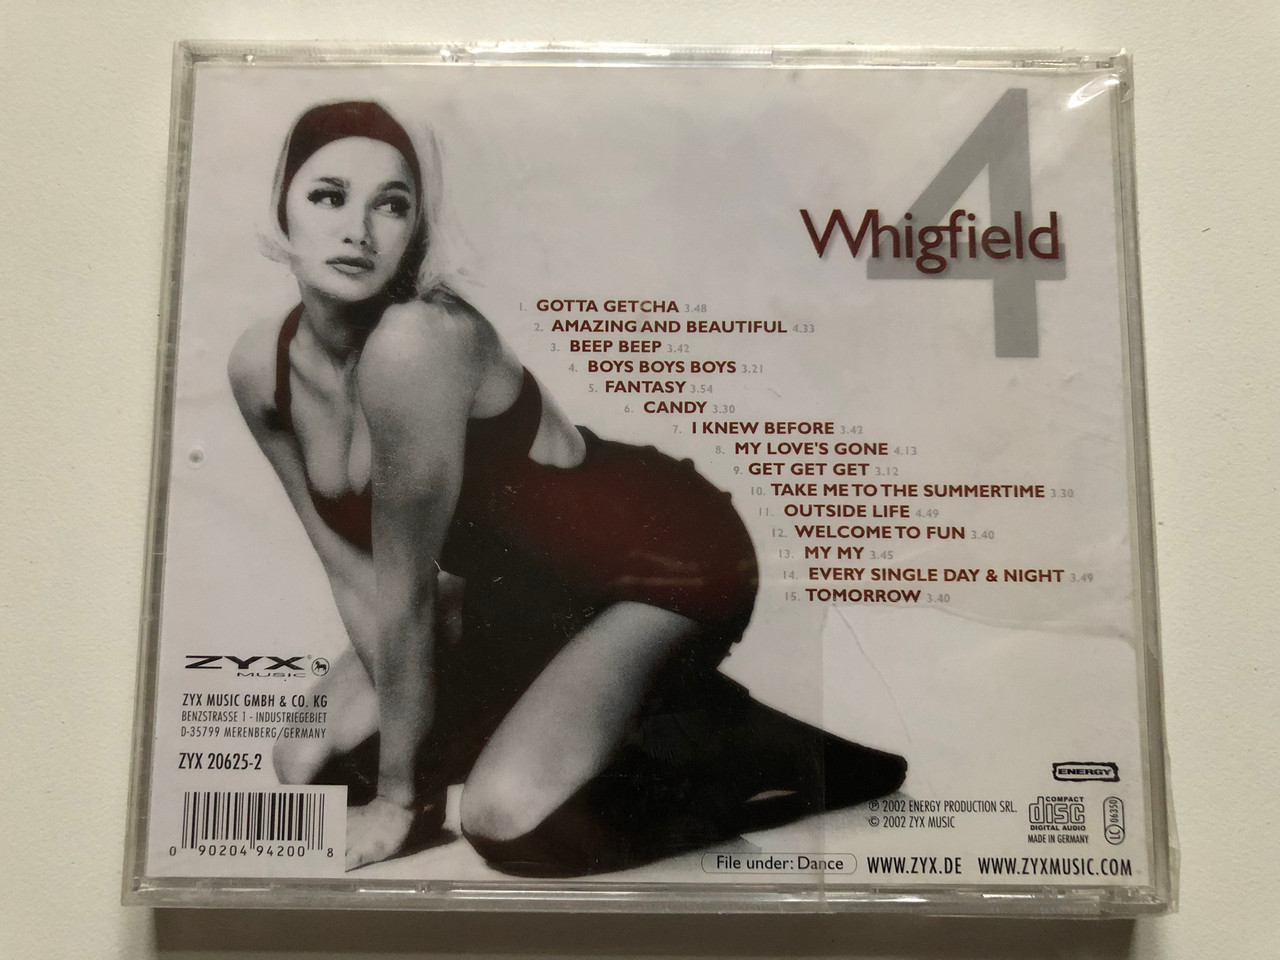 4
Whigfield
1. GOTTA GETCHA 3.48
2. AMAZING AND BEAUTIFUL 4.33
3. BEEP BEEP 3.42
4. BOYS BOYS BOYS 3.21
5. FANTASY 3.54
6. CANDY 3.30
7. I KNEW BEFORE 3.42
8. MY LOVE'S GONE 4.13
9. GET GET GET 3.12
10. TAKE ME TO THE SUMMERTIME 3.30
11. OUTSIDE LIFE 4.49
12. WELCOME TO FUN 3.40
13. MY MY 3.45
14. EVERY SINGLE DAY & NIGHT 3.49
15. TOMORROW 3.40
ZYX®
MUSIC
ZYX MUSIC GMBH & CO. KG
BENZSTRASSE 1 - INDUSTRIEGEBIET
D-35799 MERENBERG/GERMANY
ZYX 20625-2
0 90204 94200 8
ENERGY
℗ 2002 ENERGY PRODUCTION SRL.
© 2002 ZYX MUSIC
COMPACT
disc
DIGITAL AUDIO
MADE IN GERMANY
LC 06350
File under: Dance
WWW.ZYX.DE WWW.ZYXMUSIC.COM